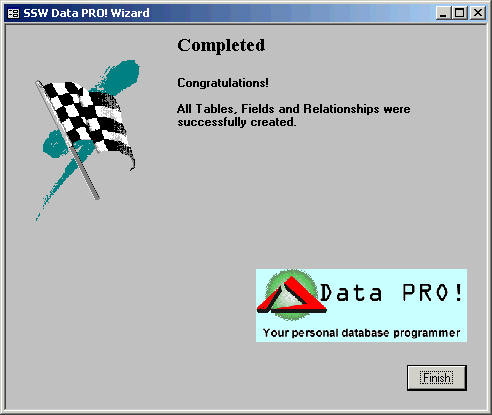 SSW Data PRO! Wizard
Completed
Congratulations!
All Tables, Fields and Relationships were
successfully created.
Data PRO!
Your personal database programmer
Finish